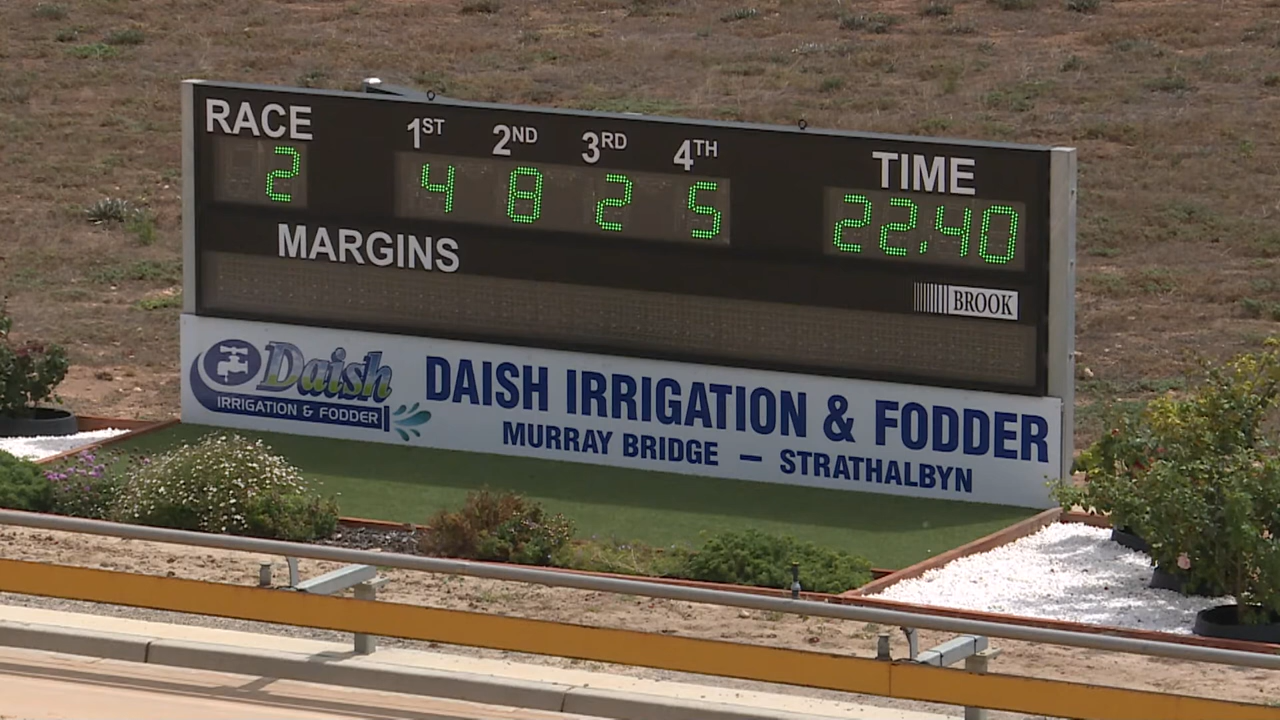 RACE 1ST 2ND 3RD 4TH TIME
2 4 8 2 5 22.40
MARGINS
BROOK
Daish
IRRIGATION & FODDER
DAISH IRRIGATION & FODDER
MURRAY BRIDGE – STRATHALBYN